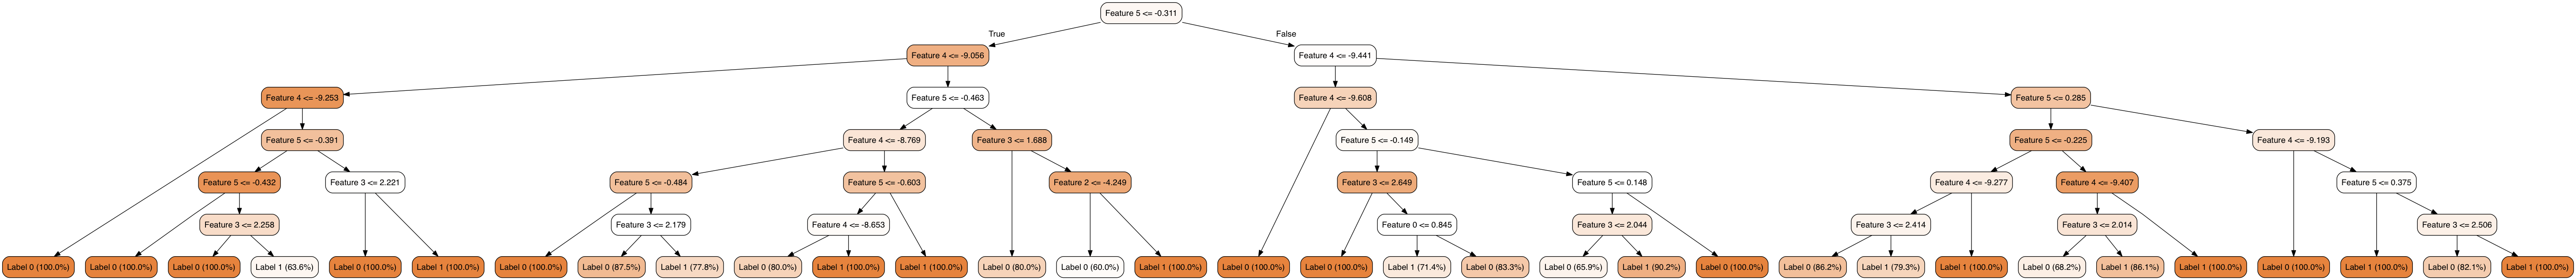 Feature 5 <= -0.311
True
False
Feature 4 <= -9.056
Feature 4 <= -9.441
Feature 4 <= -9.253
Feature 5 <= -0.463
Feature 4 <= -9.608
Feature 5 <= 0.285
Feature 5 <= -0.391
Feature 4 <= -8.769
Feature 3 <= 1.688
Feature 5 <= -0.149
Feature 5 <= -0.225
Feature 4 <= -9.193
Feature 5 <= -0.432
Feature 3 <= 2.221
Feature 5 <= -0.484
Feature 5 <= -0.603
Feature 2 <= -4.249
Feature 3 <= 2.649
Feature 5 <= 0.148
Feature 4 <= -9.277
Feature 4 <= -9.407
Feature 5 <= 0.375
Feature 3 <= 2.258
Feature 3 <= 2.179
Feature 4 <= -8.653
Feature 0 <= 0.845
Feature 3 <= 2.044
Feature 3 <= 2.414
Feature 3 <= 2.014
Feature 3 <= 2.506
Label 0 (100.0%)
Label 0 (100.0%)
Label 0 (100.0%)
Label 1 (63.6%)
Label 0 (100.0%)
Label 1 (100.0%)
Label 0 (100.0%)
Label 0 (87.5%)
Label 1 (77.8%)
Label 0 (80.0%)
Label 1 (100.0%)
Label 1 (100.0%)
Label 0 (80.0%)
Label 0 (60.0%)
Label 1 (100.0%)
Label 0 (100.0%)
Label 0 (100.0%)
Label 1 (71.4%)
Label 0 (83.3%)
Label 0 (65.9%)
Label 1 (90.2%)
Label 0 (100.0%)
Label 0 (86.2%)
Label 1 (79.3%)
Label 1 (100.0%)
Label 0 (68.2%)
Label 1 (86.1%)
Label 1 (100.0%)
Label 0 (100.0%)
Label 1 (100.0%)
Label 0 (82.1%)
Label 1 (100.0%)